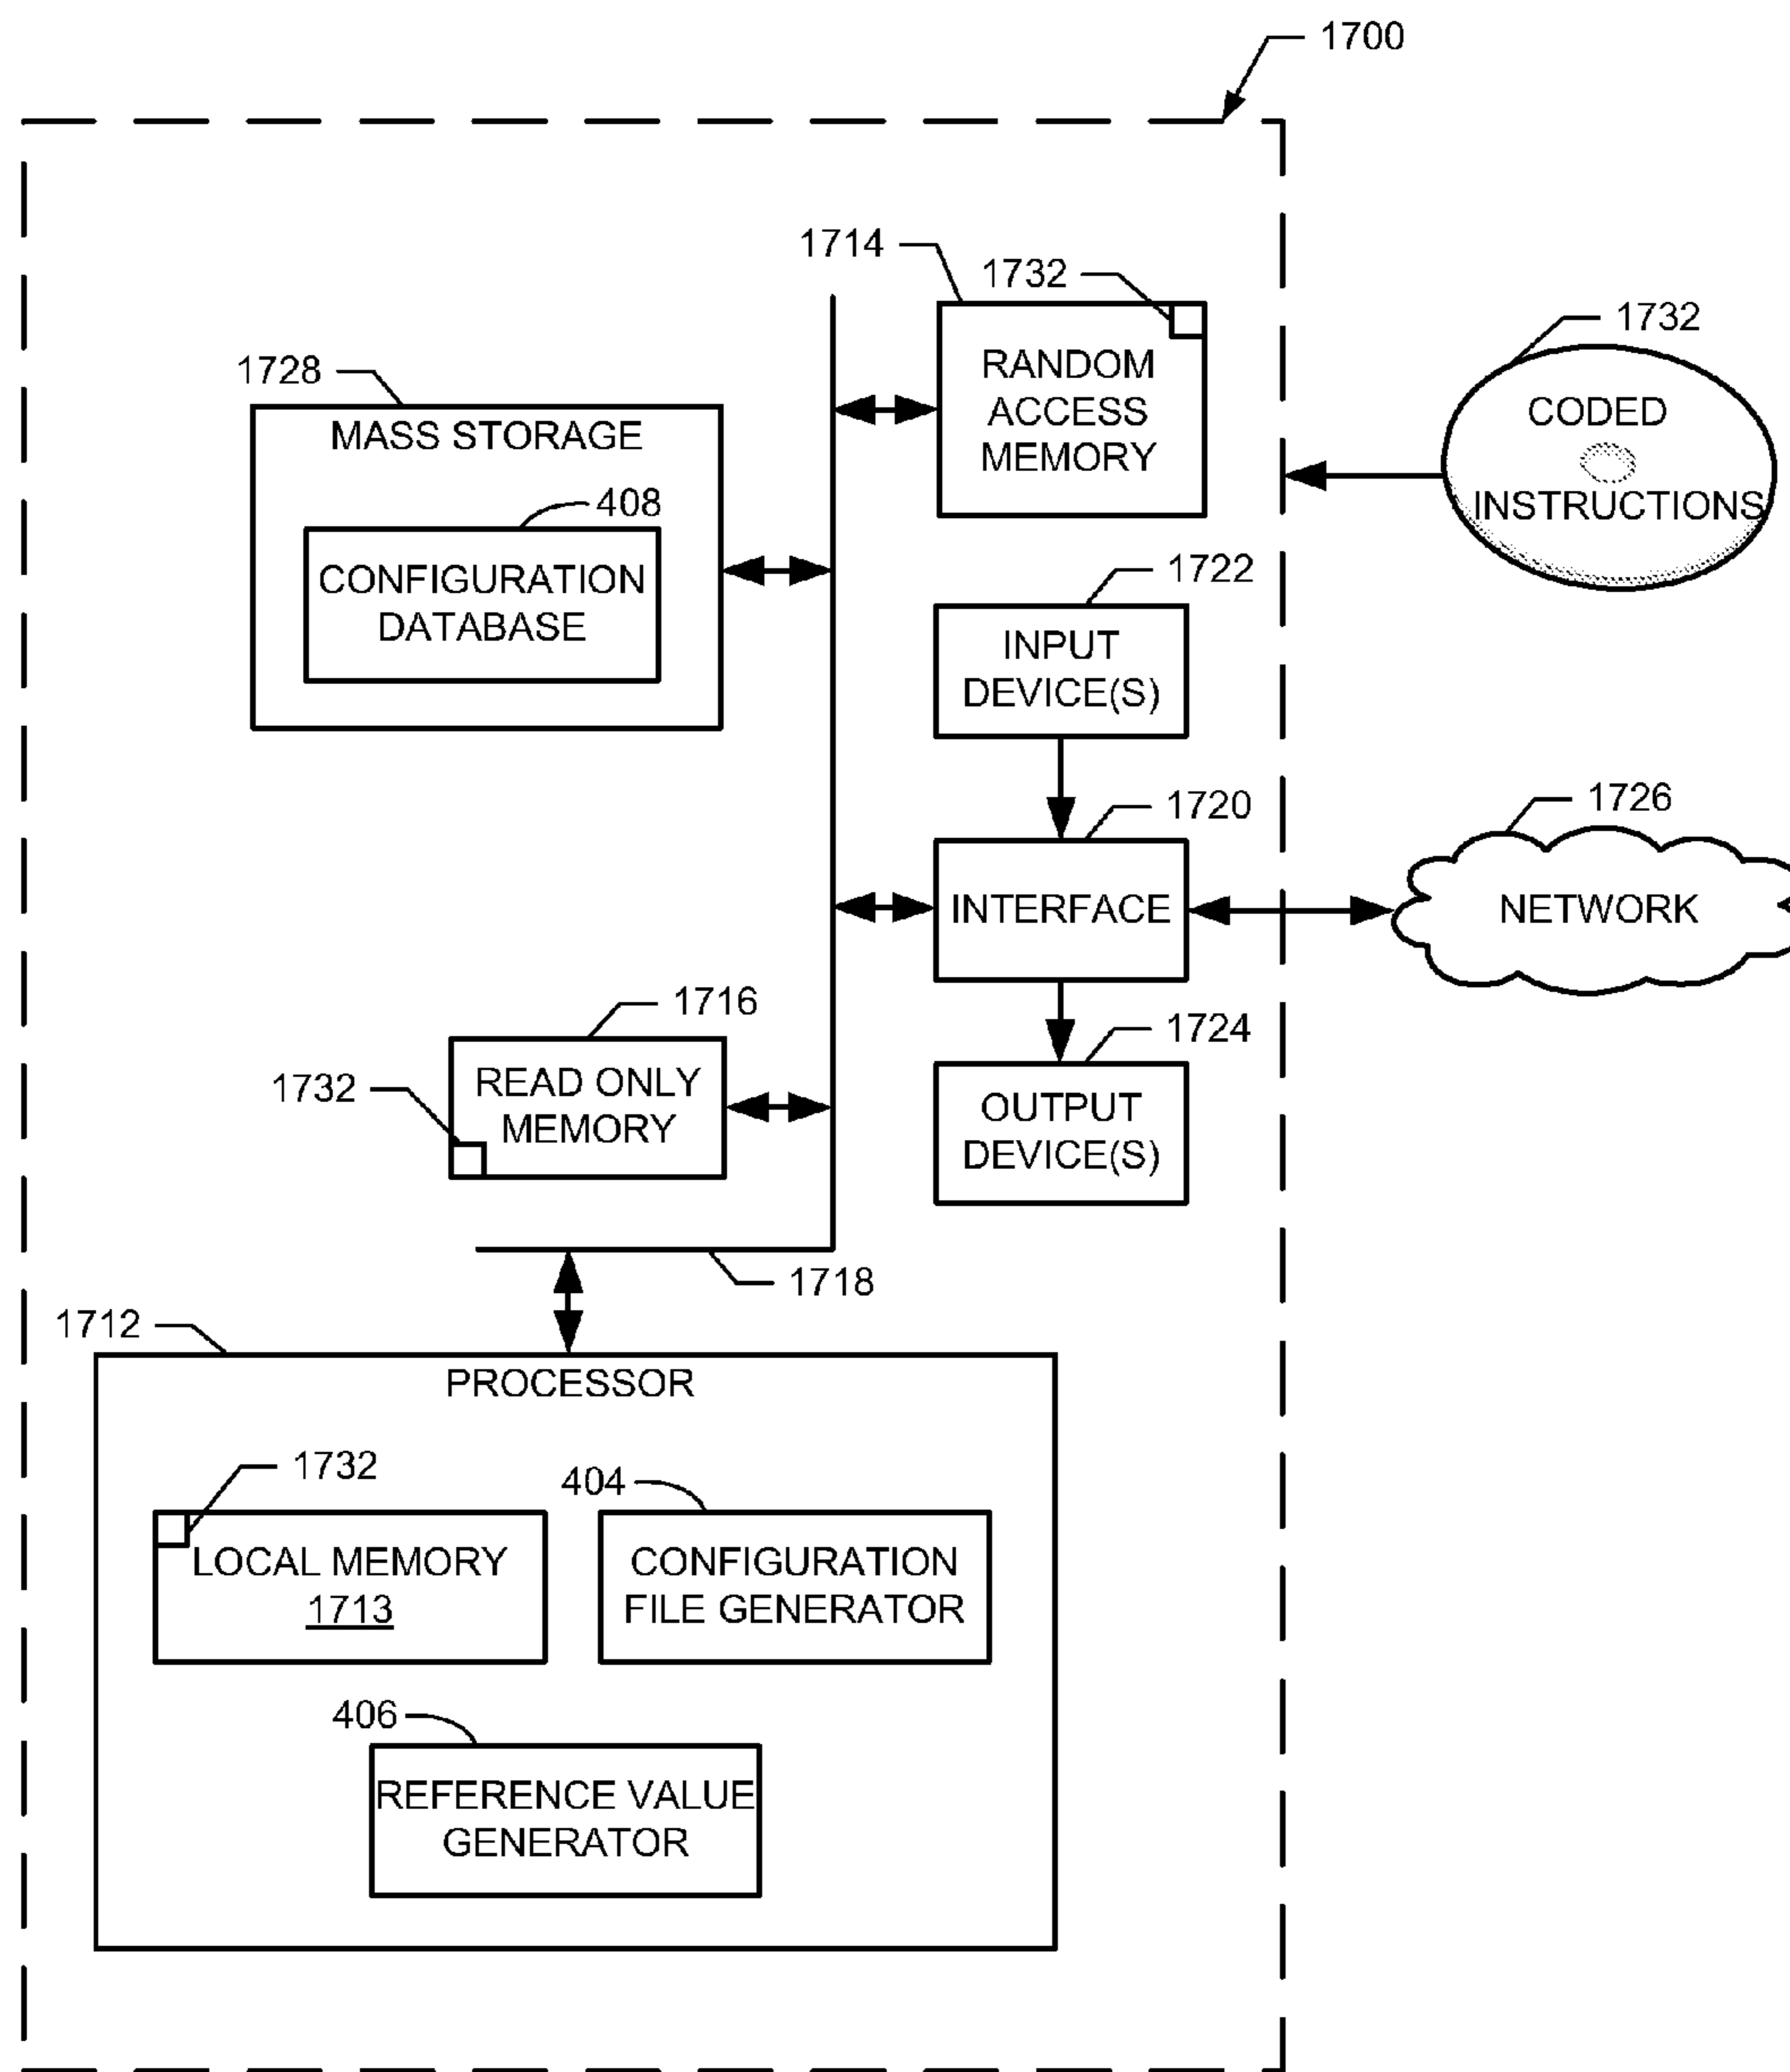 1700
1714
1732
RANDOM
ACCESS
MEMORY
1732
CODED
INSTRUCTIONS
1728
MASS STORAGE
408
CONFIGURATION
DATABASE
1722
INPUT
DEVICE(S)
1720
INTERFACE
1726
NETWORK
1716
1732
READ ONLY
MEMORY
1724
OUTPUT
DEVICE(S)
1718
1712
PROCESSOR
1732
LOCAL MEMORY
1713
404
CONFIGURATION
FILE GENERATOR
406
REFERENCE VALUE
GENERATOR